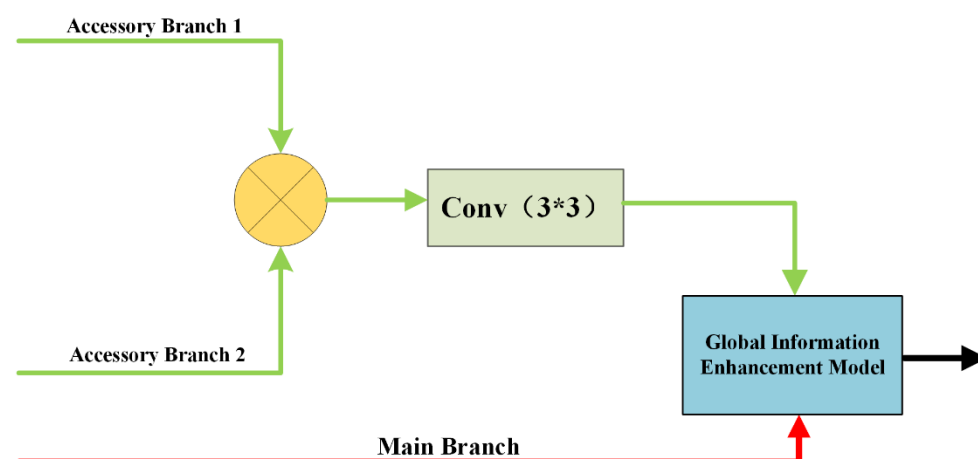 Accessory Branch 1
Conv（3*3）
Accessory Branch 2
Global Information
Enhancement Model
Main Branch